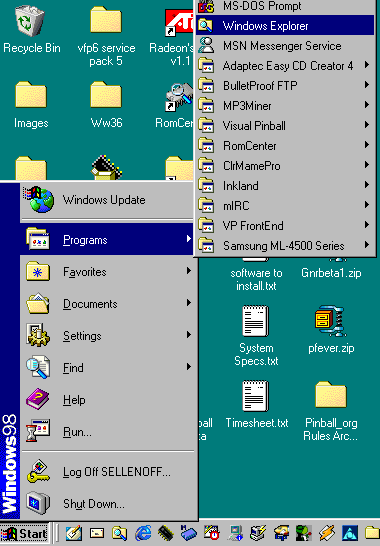 MS-DOS Prompt
Windows Explorer
MSN Messenger Service
Adaptec Easy CD Creator 4
BulletProof FTP
MP3Miner
Visual Pinball
RomCenter
ClrMamePro
Inkland
mIRC
VP FrontEnd
Samsung ML-4500 Series
Recycle Bin
vfp6 service
pack 5
ATI
Radeon's
v1.1
Images
Ww36
RomCen
Windows Update
Programs
Favorites
Documents
Settings
Find
Help
Run...
Log Off SELLENOFF...
Shut Down...
Windows98
software to
install.txt
Gnrbeta1.zip
System
Specs.txt
pfever.zip
ball
ta
Timesheet.txt
Pinball_org
Rules Arc...
Start